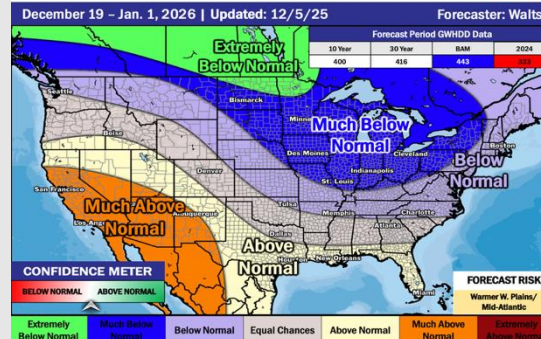 December 19 – Jan. 1, 2026 | Updated: 12/5/25
Forecaster: Walts
Forecast Period GWHDD Data
10 Year 30 Year BAM 2024
400 416 443 333
Extremely
Below Normal
Seattle
Bismarck
Boise
Much Below
Normal
Boston
Des Moines
Cleveland
Below
Normal
Denver
Indianapolis
St. Louis
San Francisco
Much Above
Normal
Albuquerque
Tulsa
Memphis
Charlotte
Dallas
Atlanta
Above
Normal
New Orleans
Miami
CONFIDENCE METER
BELOW NORMAL
ABOVE NORMAL
FORECAST RISK
Warmer W. Plains/
Mid-Atlantic
Extremely
Below Normal
Much Below
Normal
Below Normal
Equal Chances
Above Normal
Much Above
Normal
Extremely
Above Normal